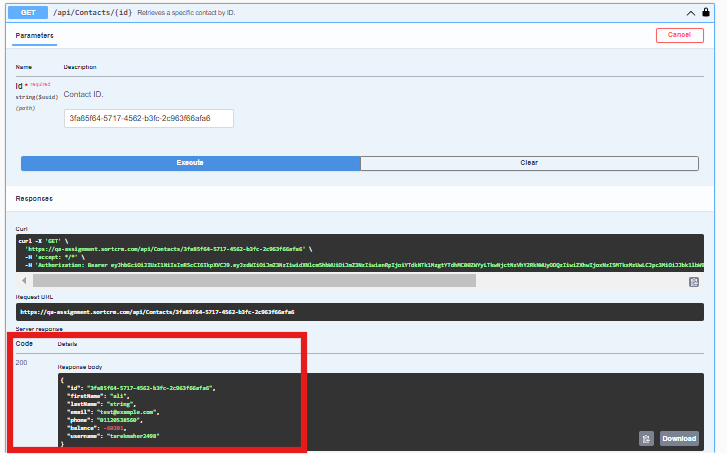 GET /api/Contacts/{id} Retrieves a specific contact by ID.
Parameters
Cancel
Name Description
id * required
string($uuid)
(path)
Contact ID.
3fa85f64-5717-4562-b3fc-2c963f66afa6
Execute
Clear
Responses
Curl
curl -X 'GET' \
'https://qa-assignment.sortcrm.com/api/Contacts/3fa85f64-5717-4562-b3fc-2c963f66afa6' \
-H 'accept: */*' \
-H 'Authorization: Bearer
Request URL
https://qa-assignment.sortcrm.com/api/Contacts/3fa85f64-5717-4562-b3fc-2c963f66afa6
Server response
Code Details
200
Response body
{
"id": "3fa85f64-5717-4562-b3fc-2c963f66afa6",
"firstName": "ali",
"lastName": "string",
"email": "test@example.com",
"phone": "01120538560",
"balance":
"username": "tarekmaher2498"
}
Download